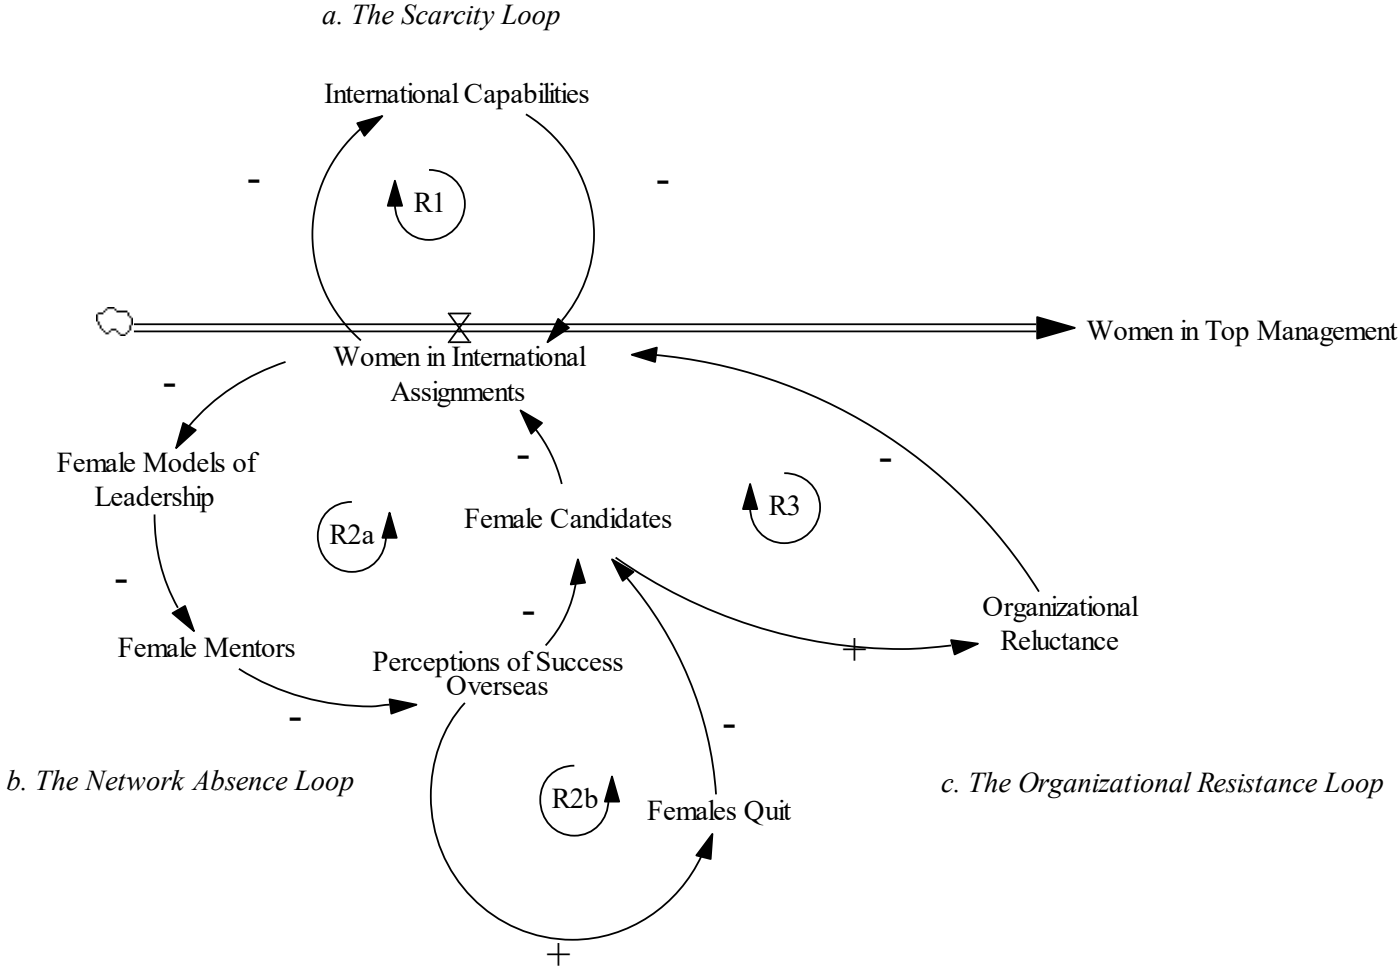 a. The Scarcity Loop
International Capabilities
-
-
R1
Women in Top Management
Women in International
Assignments
-
-
-
Female Models of
Leadership
R2a
Female Candidates
R3
-
-
Organizational
Reluctance
+
Female Mentors
Perceptions of Success
Overseas
-
-
b. The Network Absence Loop
c. The Organizational Resistance Loop
R2b
Females Quit
+